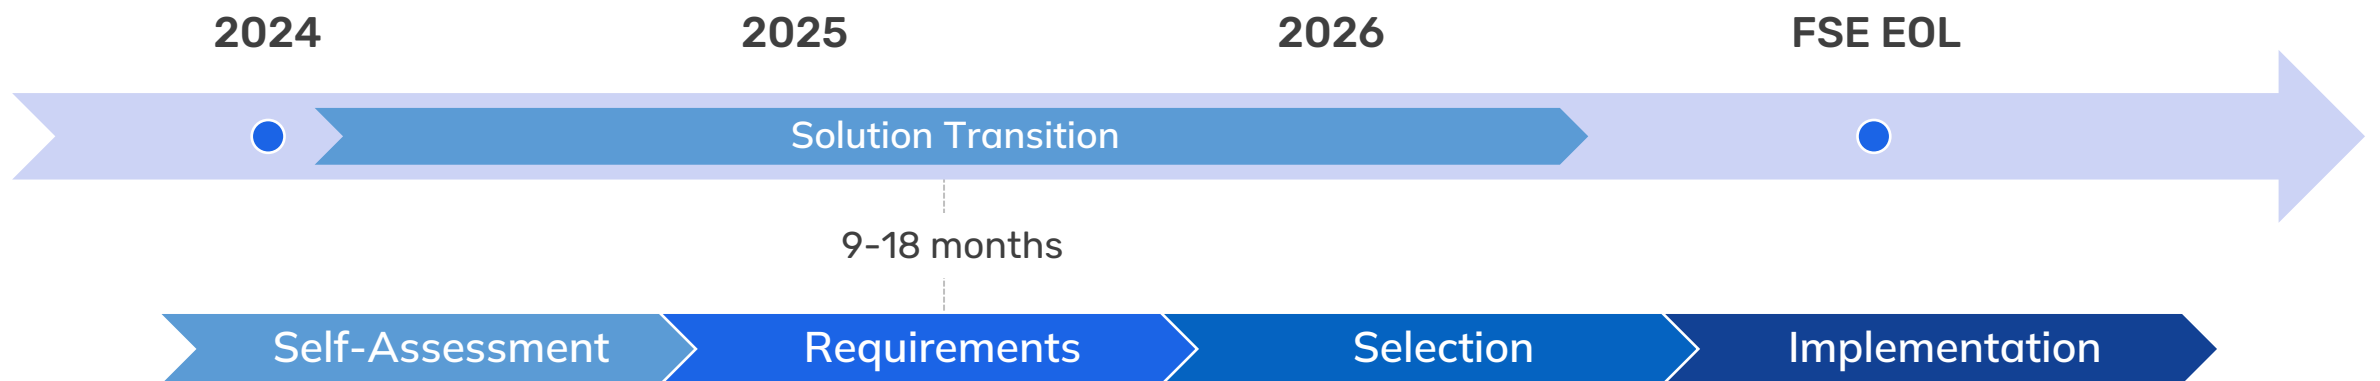 2024 2025 2026 FSE EOL
Solution Transition
9-18 months
Self-Assessment Requirements Selection Implementation